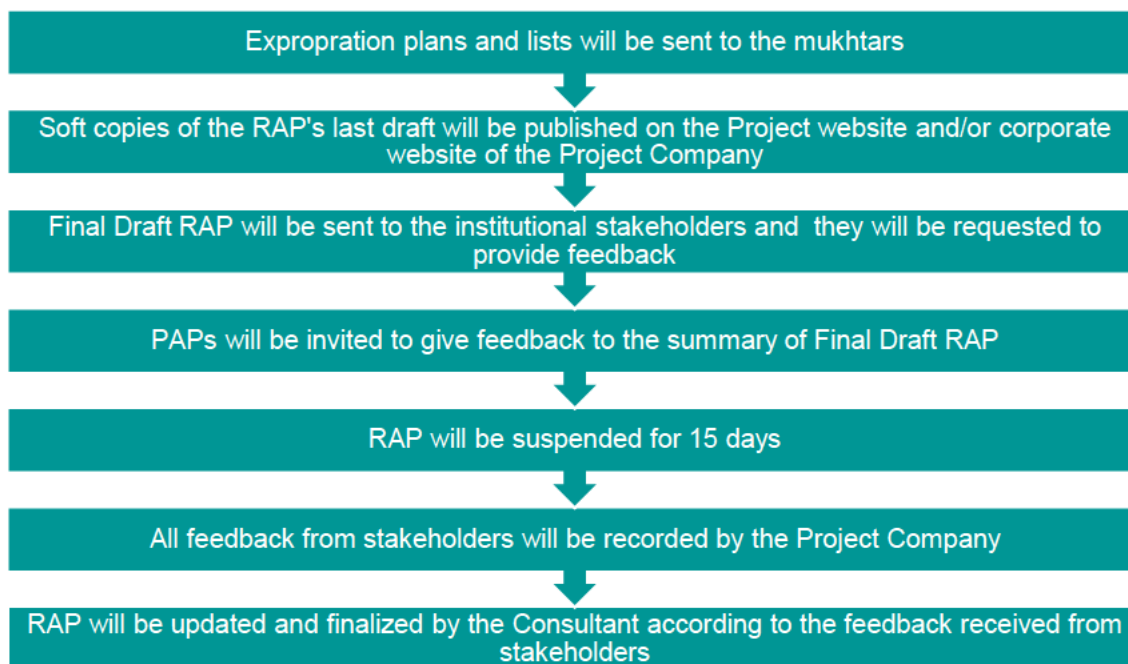 Expropration plans and lists will be sent to the mukhtars
Soft copies of the RAP's last draft will be published on the Project website and/or corporate
website of the Project Company
Final Draft RAP will be sent to the institutional stakeholders and they will be requested to
provide feedback
PAPs will be invited to give feedback to the summary of Final Draft RAP
RAP will be suspended for 15 days
All feedback from stakeholders will be recorded by the Project Company
RAP will be updated and finalized by the Consultant according to the feedback received from
stakeholders